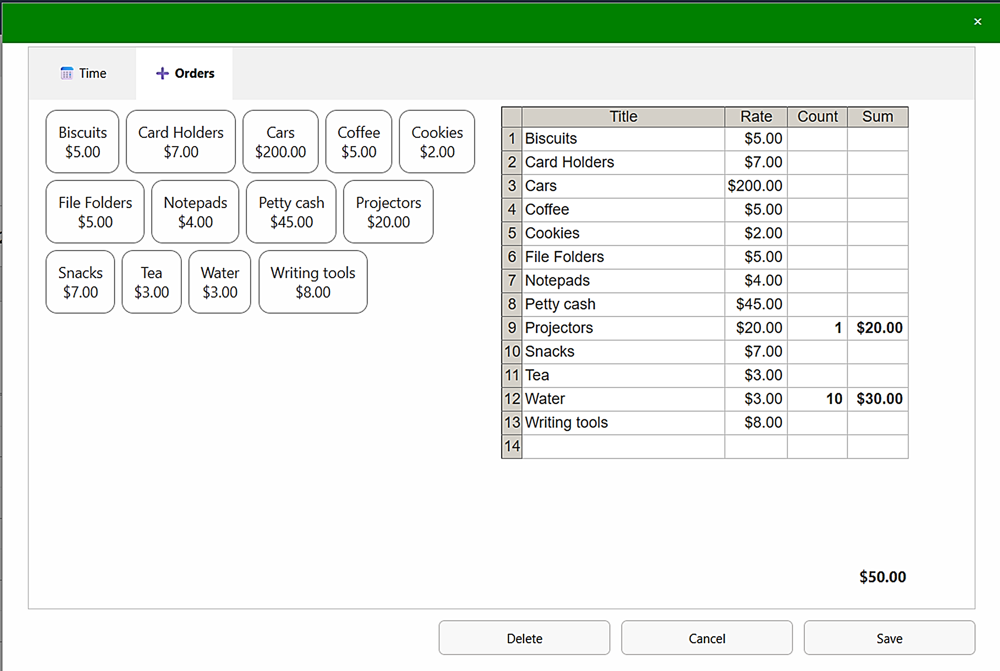 ×
Time
Orders
Biscuits Card Holders Cars Coffee Cookies
$5.00 $7.00 $200.00 $5.00 $2.00
File Folders Notepads Petty cash Projectors
$5.00 $4.00 $45.00 $20.00
Snacks Tea Water Writing tools
$7.00 $3.00 $3.00 $8.00
Title Rate Count Sum
1 Biscuits $5.00
2 Card Holders $7.00
3 Cars $200.00
4 Coffee $5.00
5 Cookies $2.00
6 File Folders $5.00
7 Notepads $4.00
8 Petty cash $45.00
9 Projectors $20.00 1 $20.00
10 Snacks $7.00
11 Tea $3.00
12 Water $3.00 10 $30.00
13 Writing tools $8.00
14
$50.00
Delete Cancel Save